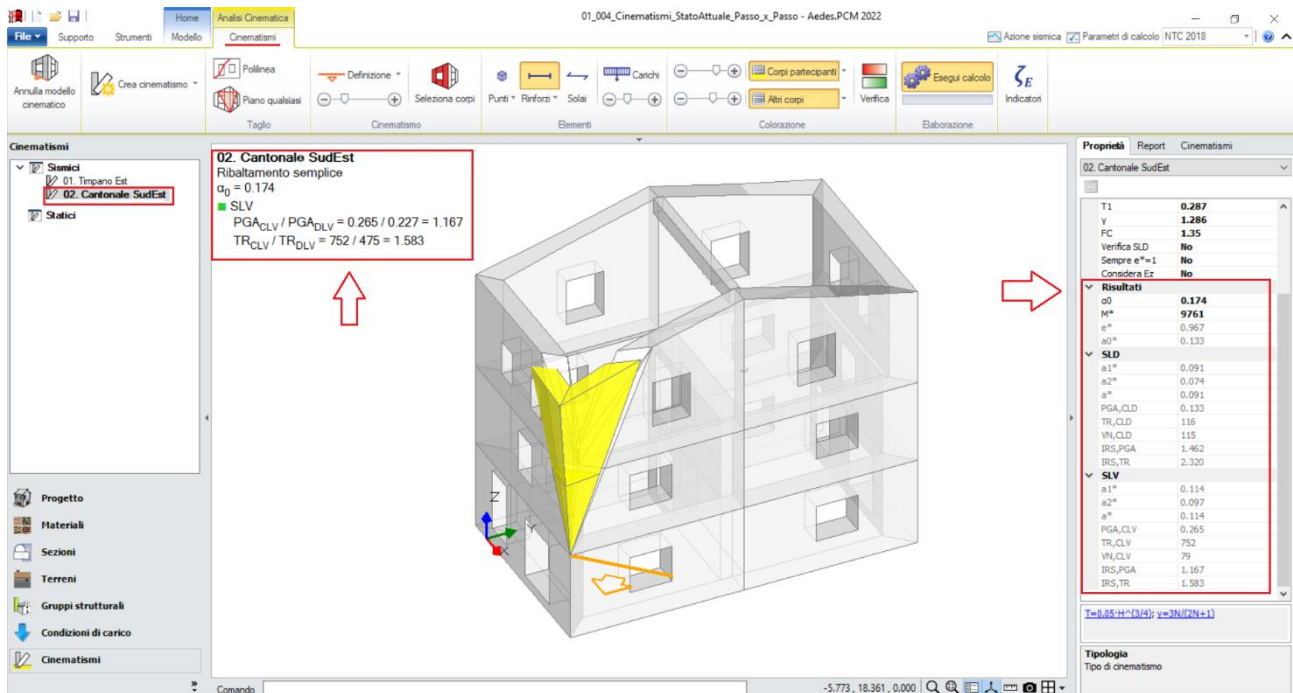 01_004_Cinematismi_StatoAttuale_Passo_x_Passo - Aedes.PCM 2022
Home
Analisi Cinematica
File
Supporto
Strumenti
Modello
Cinematismi
Azione sismica
Parametri di calcolo
NTC 2018
Annulla modello
cinematico
Crea cinematismo
Polilinea
Piano qualsiasi
Taglio
Definizione
Seleziona corpi
Cinematismo
Punti
Rinforzi
Solai
Carichi
Elementi
Corpi partecipanti
Altri corpi
Colorazione
Verifica
Esegui calcolo
Elaborazione
ζE
Indicatori
Cinematismi
Sismici
01. Timpano Est
02. Cantonale SudEst
Statici
Progetto
Materiali
Sezioni
Terreni
Gruppi strutturali
Condizioni di carico
Cinematismi
02. Cantonale SudEst
Ribaltamento semplice
α0 = 0.174
SLV
PGACLV / PGADLV = 0.265 / 0.227 = 1.167
TRCLV / TRDLV = 752 / 475 = 1.583
Z
Y
X
Comando
-5.773 , 18.361 , 0.000
Proprietà Report Cinematismi
02. Cantonale SudEst
T1 0.287
γ 1.286
FC 1.35
Verifica SLD No
Sempre e*=1 No
Considera Ez No
Risultati
α0 0.174
M* 9761
e* 0.967
a0* 0.133
SLD
a1* 0.091
a2* 0.074
a* 0.091
PGA,CLD 0.133
TR,CLD 116
VN,CLD 115
IRS,PGA 1.462
IRS,TR 2.320
SLV
a1* 0.114
a2* 0.097
a* 0.114
PGA,CLV 0.265
TR,CLV 752
VN,CLV 79
IRS,PGA 1.167
IRS,TR 1.583
T=0.05·H^(3/4); γ=3N/(2N+1)
Tipologia
Tipo di cinematismo